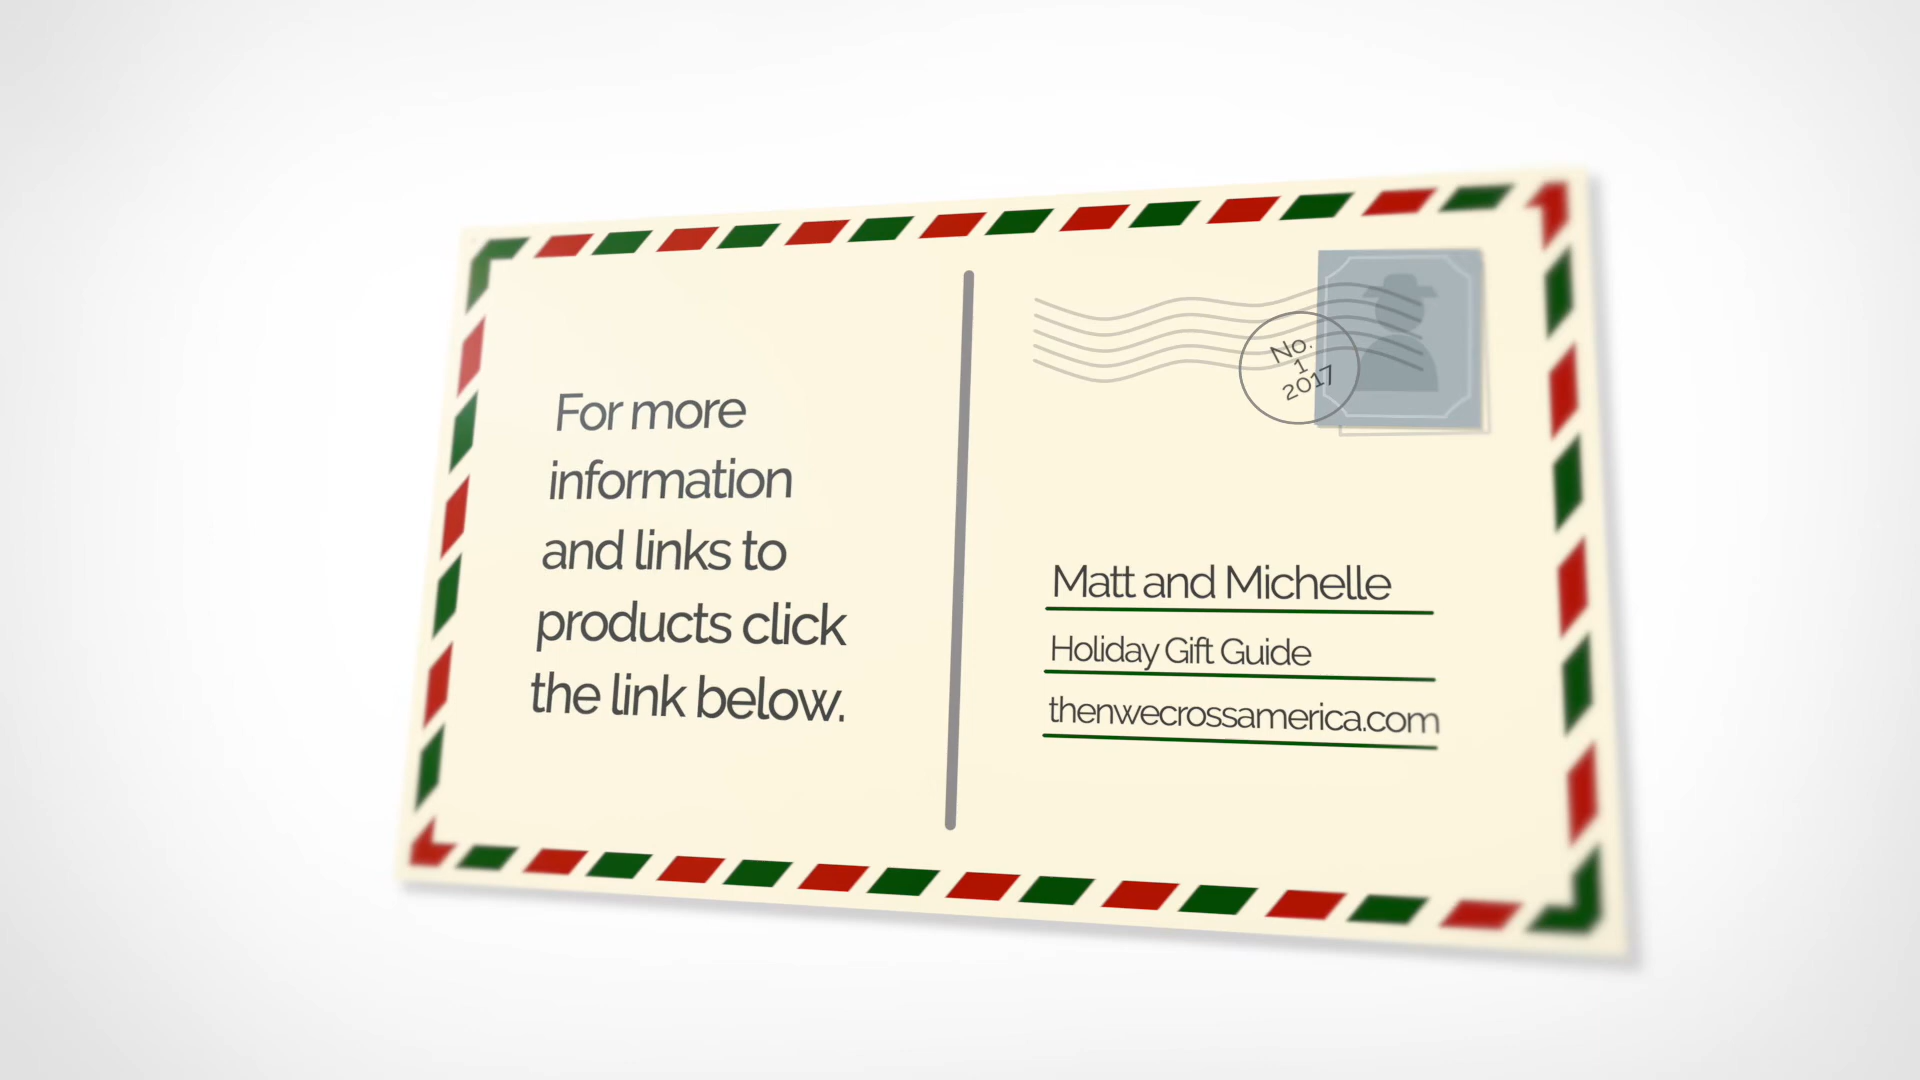 For more
information
and links to
products click
the link below.
No.
1
2017
Matt and Michelle
Holiday Gift Guide
thenwecrossamerica.com